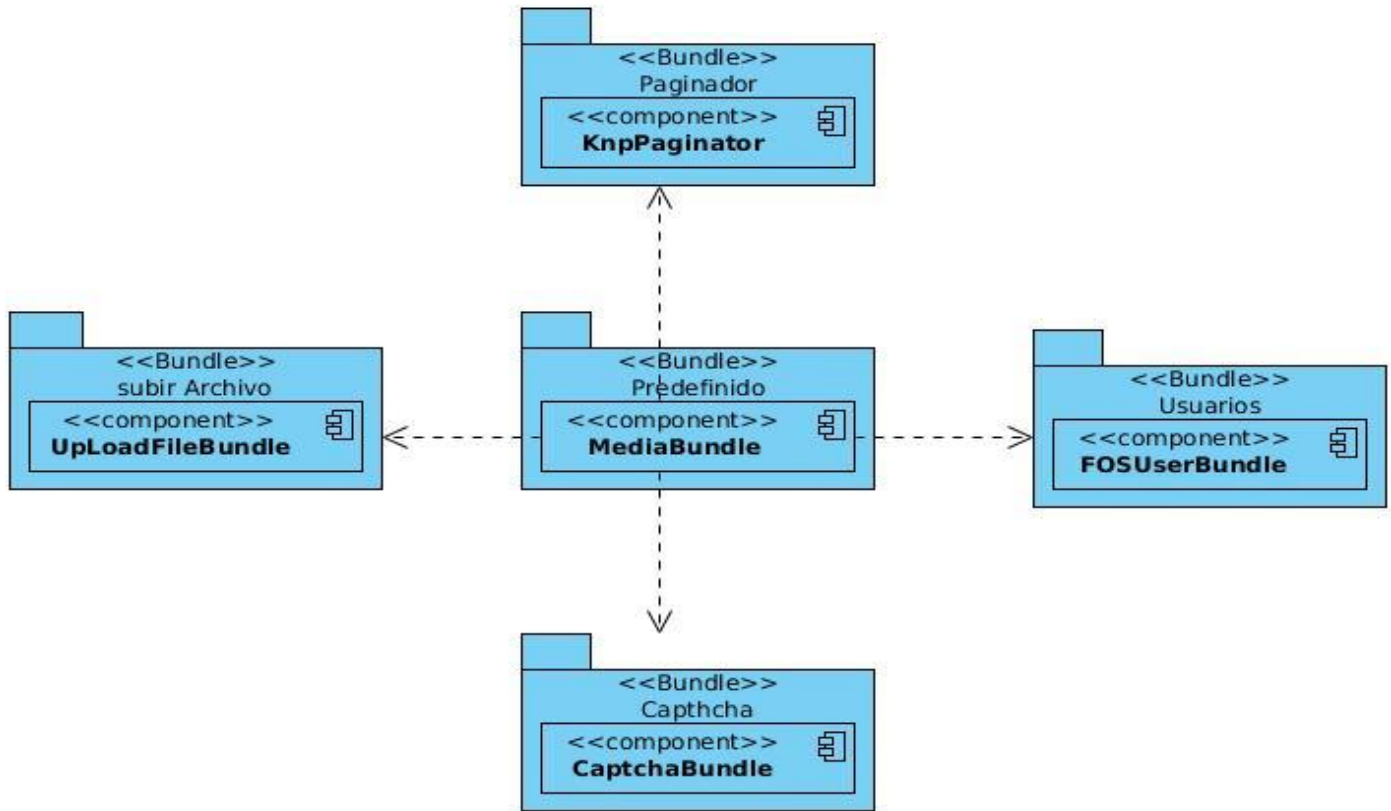 <<Bundle>>
Paginador
<<component>>
KnpPaginator
<<Bundle>>
subir Archivo
<<component>>
UpLoadFileBundle
<<Bundle>>
Predefinido
<<component>>
MediaBundle
<<Bundle>>
Usuarios
<<component>>
FOSUserBundle
<<Bundle>>
Capthcha
<<component>>
CaptchaBundle